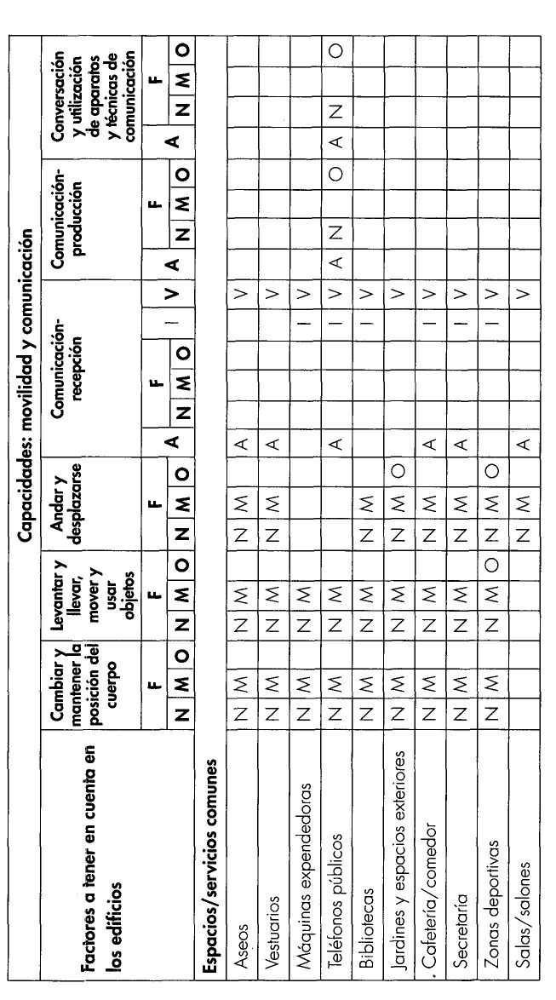 Capacidades: movilidad y comunicación
Factores a tener en cuenta en
los edificios
Cambiar y
mantener la
posición del
cuerpo
Levantar y
llevar,
mover y
usar
objetos
Andar y
desplazarse
Comunicación-
recepción
Comunicación-
producción
Conversación
y utilización
de aparatos
y técnicas de
comunicación
F F F A F I V A F A F
N M O N M O N M O N M O N M O N M O
Espacios/servicios comunes
Aseos N M N M N M A V
Vestuarios N M N M N M A V
Máquinas expendedoras N M N M I V
Teléfonos públicos N M N M A I V A N O A N O
Bibliotecas N M N M N M I V
Jardines y espacios exteriores N M N M N M O V
. Cafetería/comedor N M N M N M A I V
Secretaría N M N M N M A I V
Zonas deportivas N M N M O N M O I V
Salas/salones N M A V